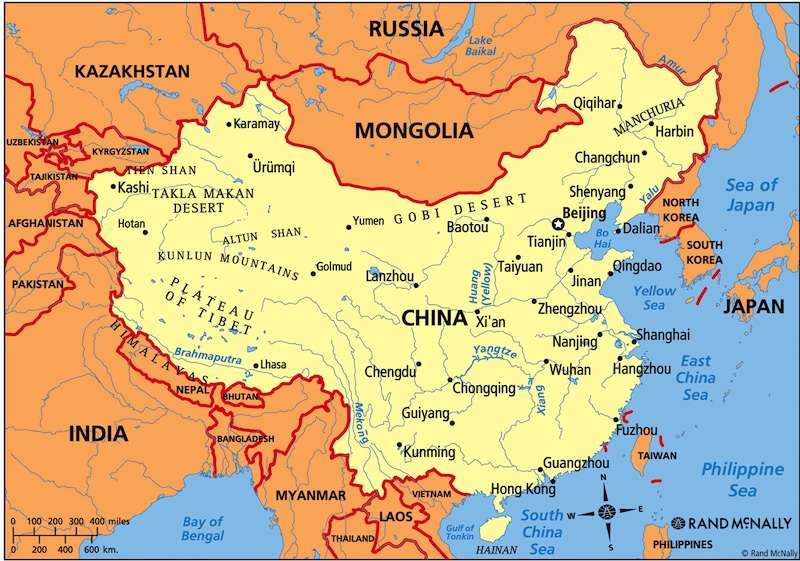 RUSSIA
Lake
Baikal
Amur
KAZAKHSTAN
MONGOLIA
Qiqihar
MANCHURIA
Harbin
Karamay
Ürümqi
Changchun
UZBEKISTAN
KYRGYZSTAN
TAJIKISTAN
TIEN SHAN
Kashi
TAKLA MAKAN
DESERT
Shenyang
Yalu
Sea of
Japan
NORTH
KOREA
GOBI DESERT
Beijing
AFGHANISTAN
Hotan
Yumen
Baotou
Tianjin
Bo
Hai
Dalian
SOUTH
KOREA
ALTUN SHAN
KUNLUN MOUNTAINS
Golmud
Lanzhou
Huang
(Yellow)
Taiyuan
Jinan
Qingdao
PAKISTAN
PLATEAU
OF TIBET
Yellow
Sea
JAPAN
CHINA
Xi'an
Zhengzhou
HIMALAYAS
Brahmaputra
Lhasa
Nanjing
Shanghai
Chengdu
Yangtze
Wuhan
Hangzhou
East
China
Sea
NEPAL
BHUTAN
Chongqing
Xiang
Mekong
Guiyang
Fuzhou
INDIA
BANGLADESH
Kunming
TAIWAN
Guangzhou
Philippine
Sea
MYANMAR
VIETNAM
Hong Kong
N
W
E
S
LAOS
South
China
Sea
RAND McNALLY
0 100 200 300 400 miles
0 200 400 600 km.
Bay of
Bengal
THAILAND
Gulf of
Tonkin
HAINAN
PHILIPPINES
© Rand McNally